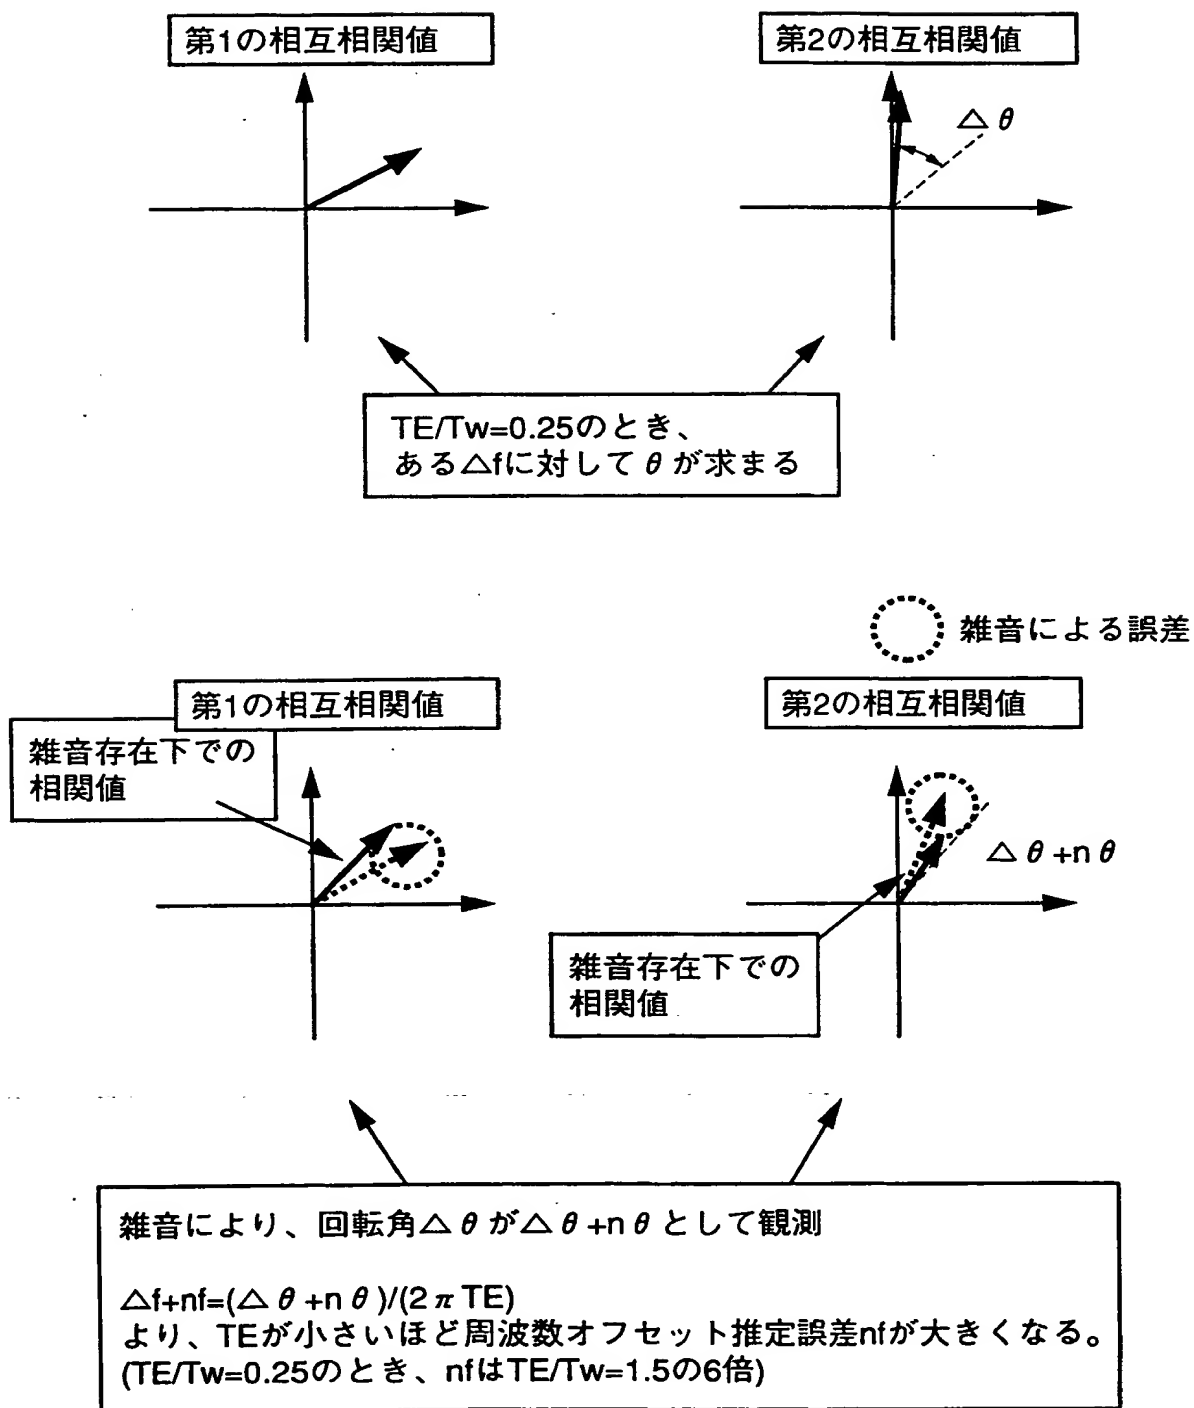 第1の相互相関値
第2の相互相関値
△θ
TE/Tw=0.25のとき、
ある△fに対してθが求まる
雑音による誤差
第1の相互相関値
第2の相互相関値
雑音存在下での
相関値
△θ+nθ
雑音存在下での
相関値
雑音により、回転角△θが△θ+nθとして観測
△f+nf=(△θ+nθ)/(2πTE)
より、TEが小さいほど周波数オフセット推定誤差nfが大きくなる。
(TE/Tw=0.25のとき、nfはTE/Tw=1.5の6倍)